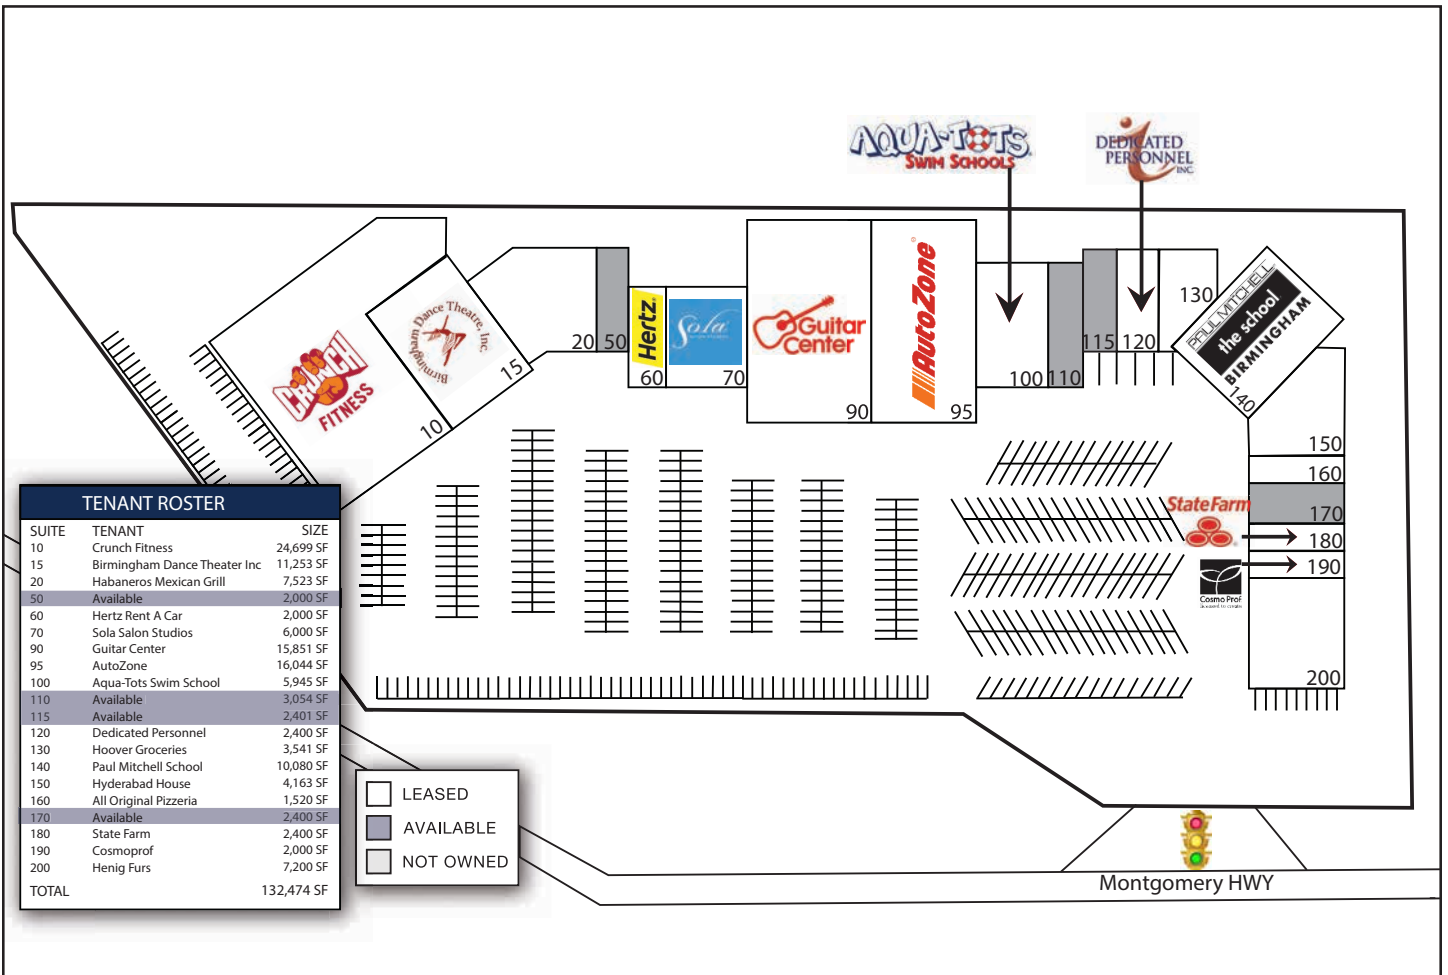 AQUA-TOTS
SWIM SCHOOLS
DEDICATED
PERSONNEL
INC.
CRUNCH
FITNESS
10
Birmingham Dance Theatre, Inc.
15
20
50
Hertz
60
Sola
70
Guitar
Center
90
AutoZone
95
100
110
115
120
130
PAUL MITCHELL
the school
BIRMINGHAM
140
150
160
170
State Farm
180
190
Cosmo Prof
licensed to create
200
TENANT ROSTER
SUITE TENANT SIZE
10 Crunch Fitness 24,699 SF
15 Birmingham Dance Theater Inc 11,253 SF
20 Habaneros Mexican Grill 7,523 SF
50 Available 2,000 SF
60 Hertz Rent A Car 2,000 SF
70 Sola Salon Studios 6,000 SF
90 Guitar Center 15,851 SF
95 AutoZone 16,044 SF
100 Aqua-Tots Swim School 5,945 SF
110 Available 3,054 SF
115 Available 2,401 SF
120 Dedicated Personnel 2,400 SF
130 Hoover Groceries 3,541 SF
140 Paul Mitchell School 10,080 SF
150 Hyderabad House 4,163 SF
160 All Original Pizzeria 1,520 SF
170 Available 2,400 SF
180 State Farm 2,400 SF
190 Cosmoprof 2,000 SF
200 Henig Furs 7,200 SF
TOTAL 132,474 SF
LEASED
AVAILABLE
NOT OWNED
Montgomery HWY